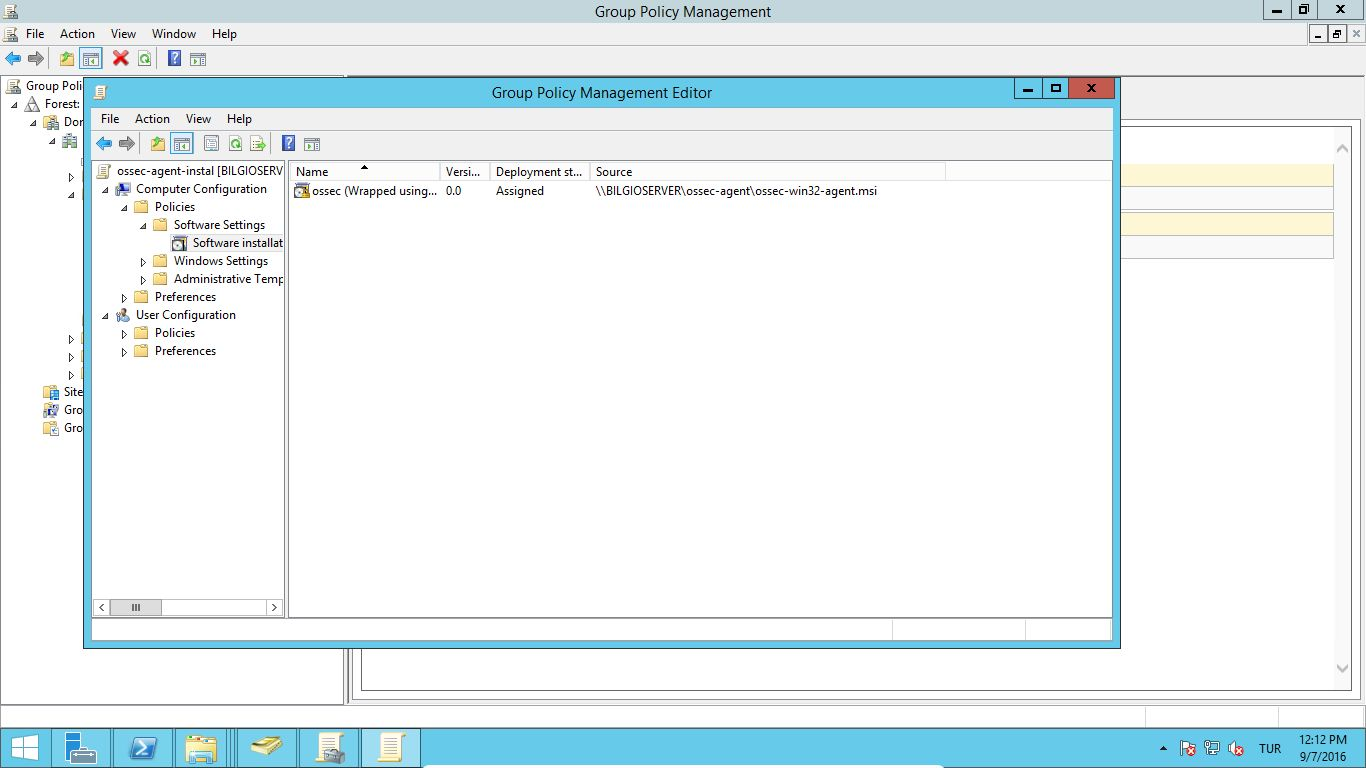 Group Policy Management
File Action View Window Help
Group Poli
Forest:
Dor
Site
Gro
Gro
Group Policy Management Editor
File Action View Help
ossec-agent-instal [BILGIOSERV
Computer Configuration
Policies
Software Settings
Software installat
Windows Settings
Administrative Temp
Preferences
User Configuration
Policies
Preferences
Name Versi... Deployment st... Source
ossec (Wrapped using... 0.0 Assigned \\BILGIOSERVER\ossec-agent\ossec-win32-agent.msi
TUR
12:12 PM
9/7/2016